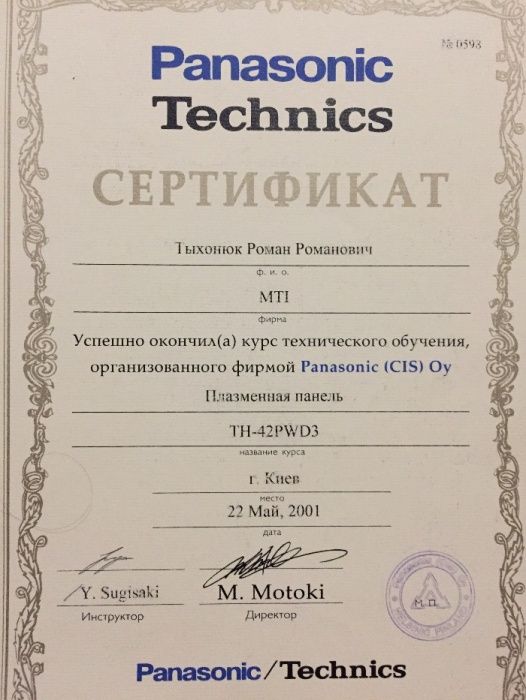 № 0598
Panasonic
Technics
СЕРТИФИКАТ
Тыхонюк Роман Романович
Ф. И. О.
MTI
фирма
Успешно окончил(а) курс технического обучения,
организованного фирмой Panasonic (CIS) Oy
Плазменная панель
TH-42PWD3
название курса
г. Киев
место
22 Май, 2001
дата
Y. Sugisaki
Инструктор
M. Motoki
Директор
М. П.
Panasonic/Technics